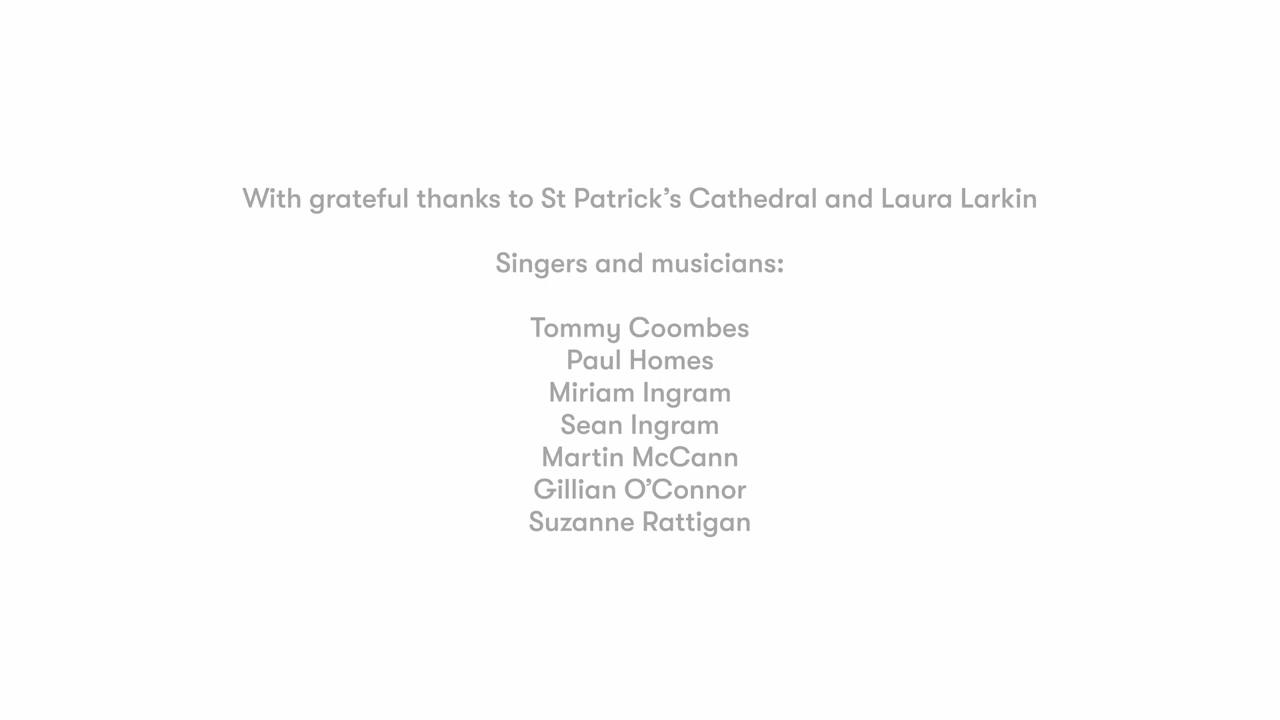 With grateful thanks to St Patrick’s Cathedral and Laura Larkin
Singers and musicians:
Tommy Coombes
Paul Homes
Miriam Ingram
Sean Ingram
Martin McCann
Gillian O’Connor
Suzanne Rattigan